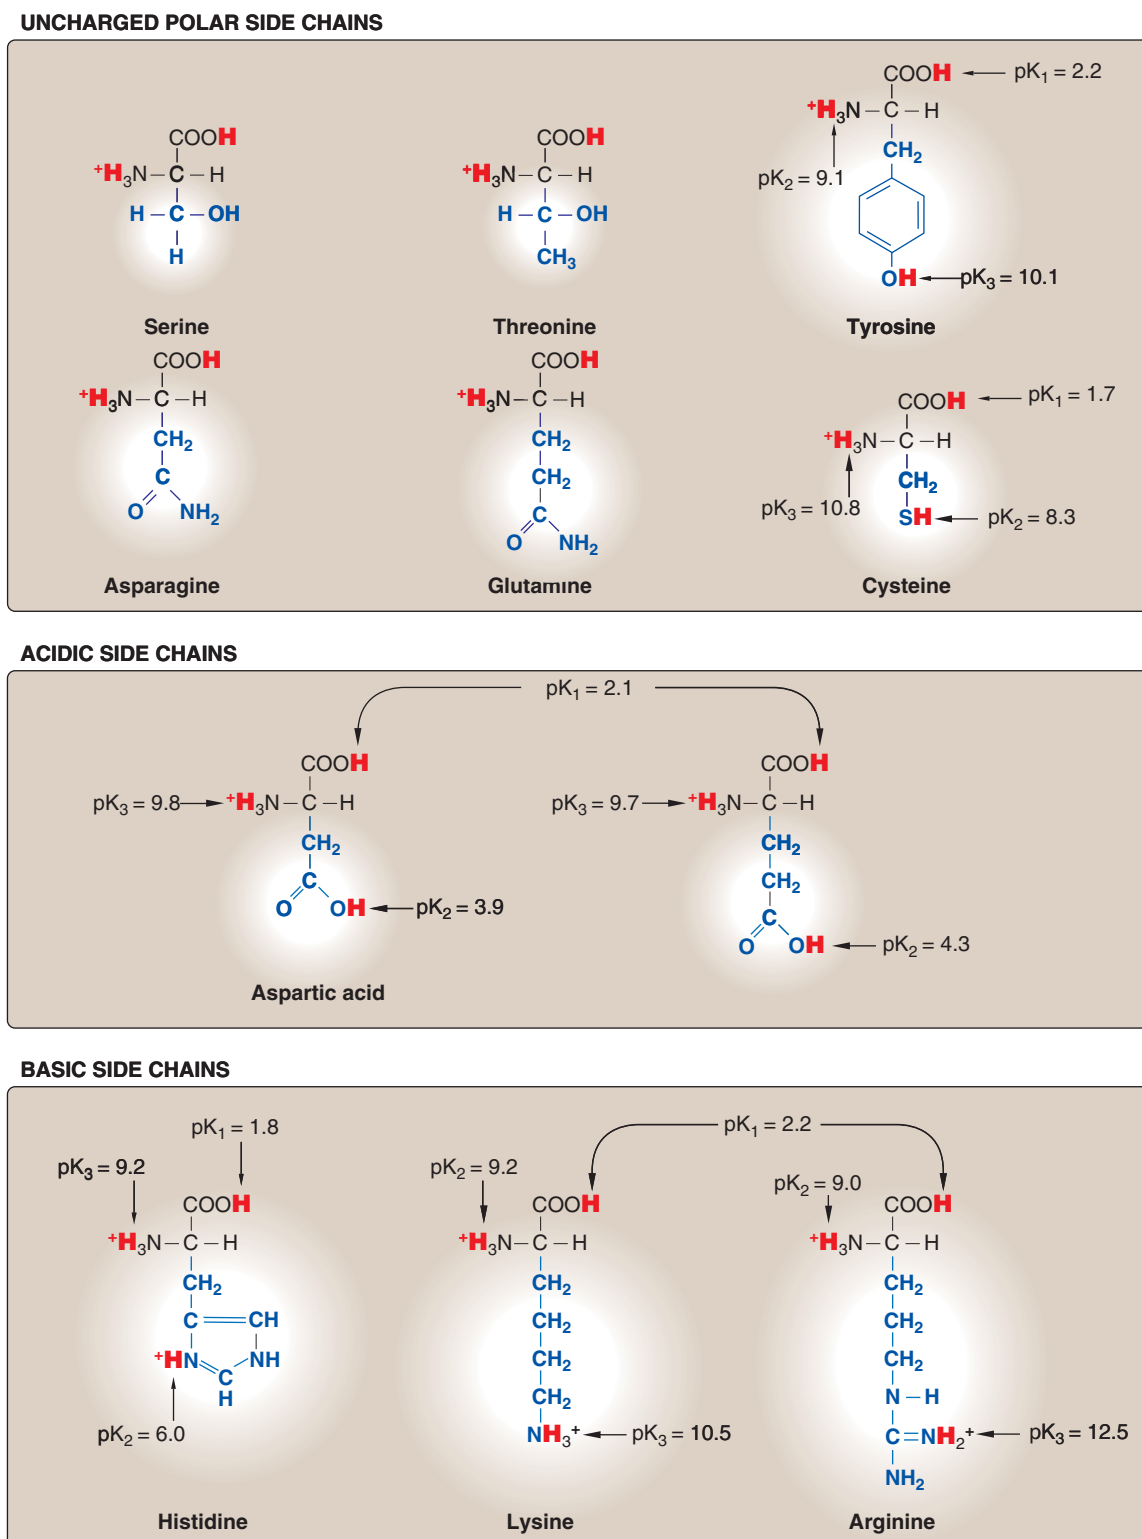 UNCHARGED POLAR SIDE CHAINS
COOH
+H3N – C – H
H – C – OH
H
Serine
COOH
+H3N – C – H
H – C – OH
CH3
Threonine
COOH
pK1 = 2.2
+H3N – C – H
pK2 = 9.1
CH2
OH
pK3 = 10.1
Tyrosine
COOH
+H3N – C – H
CH2
C
O
NH2
Asparagine
COOH
+H3N – C – H
CH2
CH2
C
O
NH2
Glutamine
COOH
pK1 = 1.7
+H3N – C – H
CH2
pK3 = 10.8
SH
pK2 = 8.3
Cysteine
ACIDIC SIDE CHAINS
pK1 = 2.1
COOH
pK3 = 9.8
+H3N – C – H
CH2
C
O
OH
pK2 = 3.9
Aspartic acid
COOH
pK3 = 9.7
+H3N – C – H
CH2
CH2
C
O
OH
pK2 = 4.3
BASIC SIDE CHAINS
pK1 = 1.8
pK3 = 9.2
COOH
+H3N – C – H
CH2
C = CH
+HN
NH
C
H
pK2 = 6.0
Histidine
pK1 = 2.2
pK2 = 9.2
COOH
+H3N – C – H
CH2
CH2
CH2
CH2
NH3+
pK3 = 10.5
Lysine
pK2 = 9.0
COOH
+H3N – C – H
CH2
CH2
CH2
N – H
C = NH2+
pK3 = 12.5
NH2
Arginine